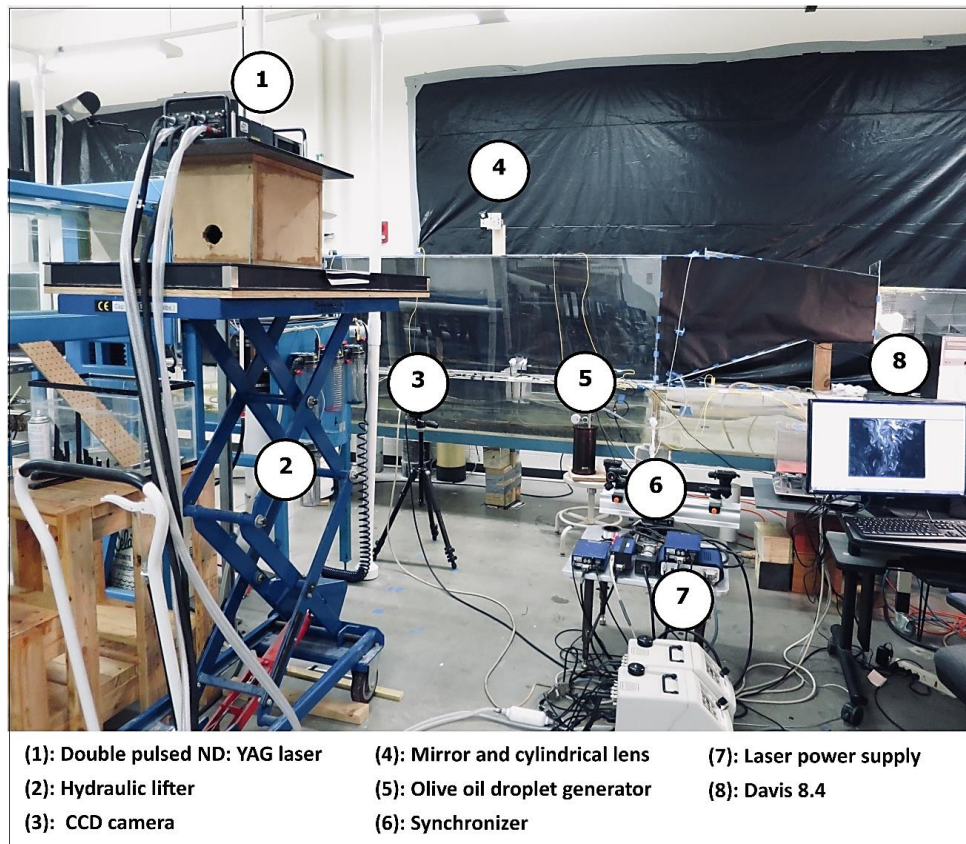 1
4
3
5
8
2
6
7
CE
(1): Double pulsed ND: YAG laser
(2): Hydraulic lifter
(3): CCD camera
(4): Mirror and cylindrical lens
(5): Olive oil droplet generator
(6): Synchronizer
(7): Laser power supply
(8): Davis 8.4